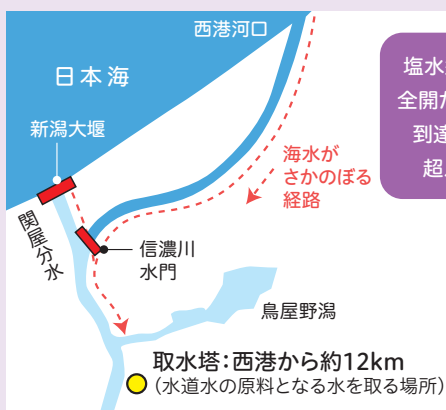 西港河口
日本海
新潟大堰
関屋分水
信濃川
水門
海水が
さかのぼる
経路
鳥屋野潟
取水塔：西港から約12km
（水道水の原料となる水を取る場所）
塩水
全開
到達
超